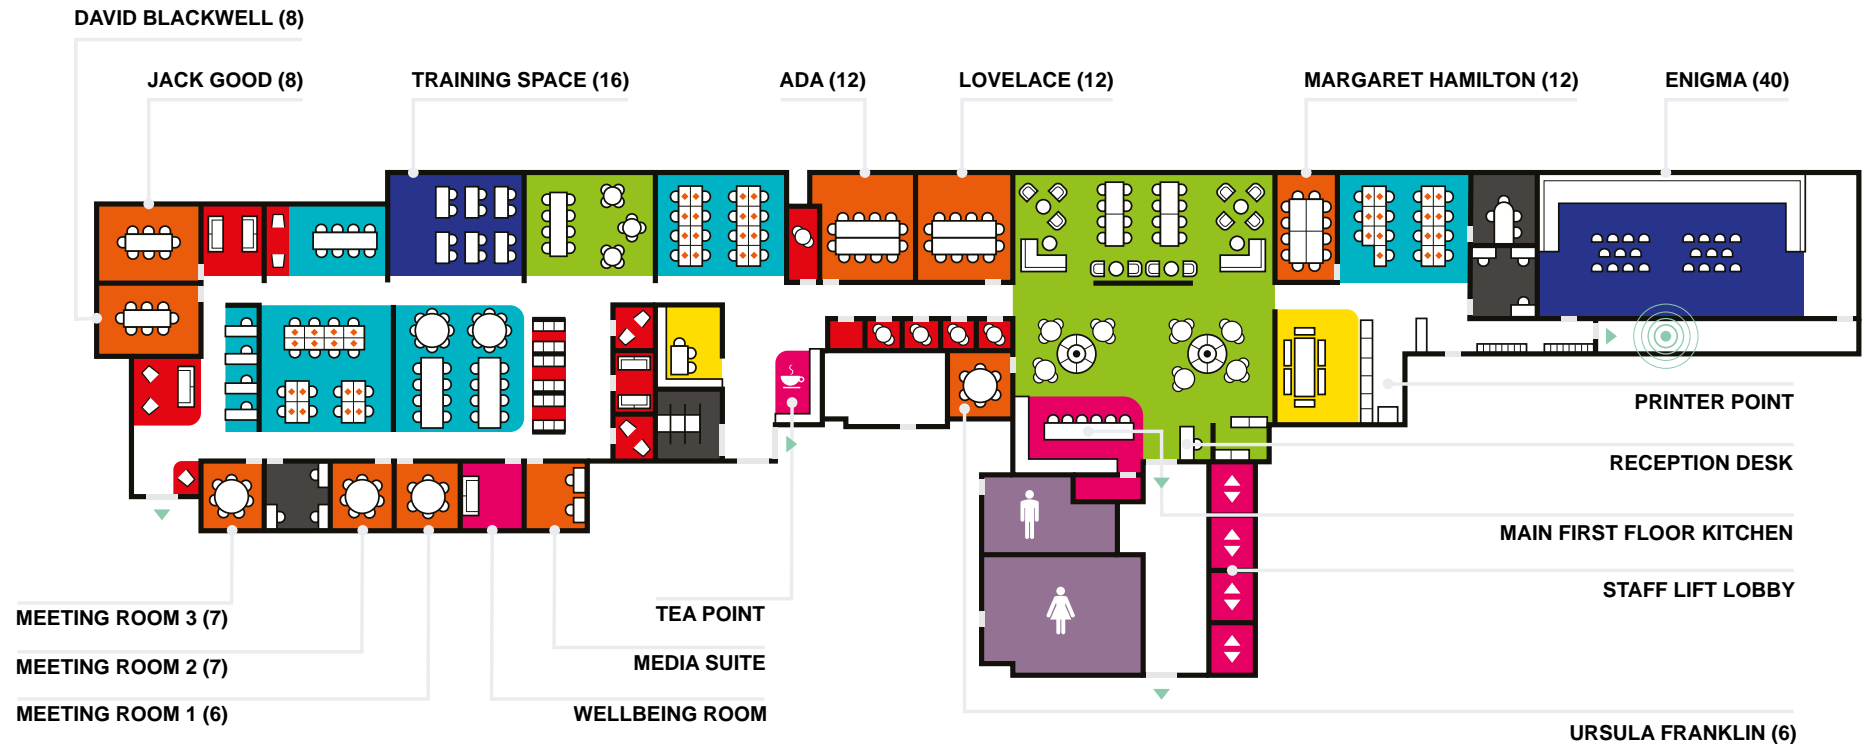 DAVID BLACKWELL (8)
JACK GOOD (8)
TRAINING SPACE (16)
ADA (12)
LOVELACE (12)
MARGARET HAMILTON (12)
ENIGMA (40)
PRINTER POINT
RECEPTION DESK
MAIN FIRST FLOOR KITCHEN
STAFF LIFT LOBBY
URSULA FRANKLIN (6)
TEA POINT
MEDIA SUITE
WELLBEING ROOM
MEETING ROOM 3 (7)
MEETING ROOM 2 (7)
MEETING ROOM 1 (6)